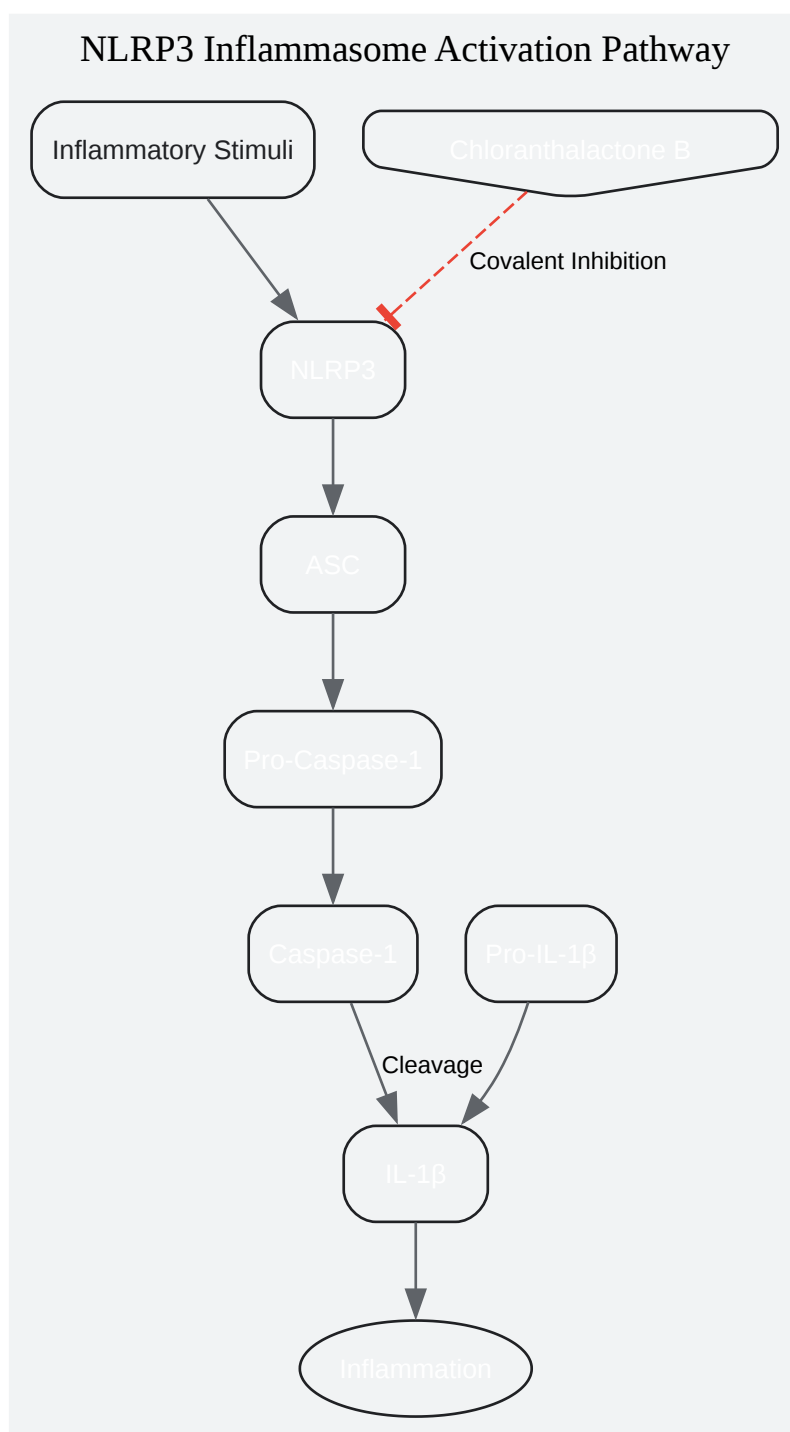 NLRP3 Inflammasome Activation Pathway
Inflammatory Stimuli
Chloranthalactone B
Covalent Inhibition
NLRP3
ASC
Pro-Caspase-1
Caspase-1
Pro-IL-1β
Cleavage
IL-1β
Inflammation